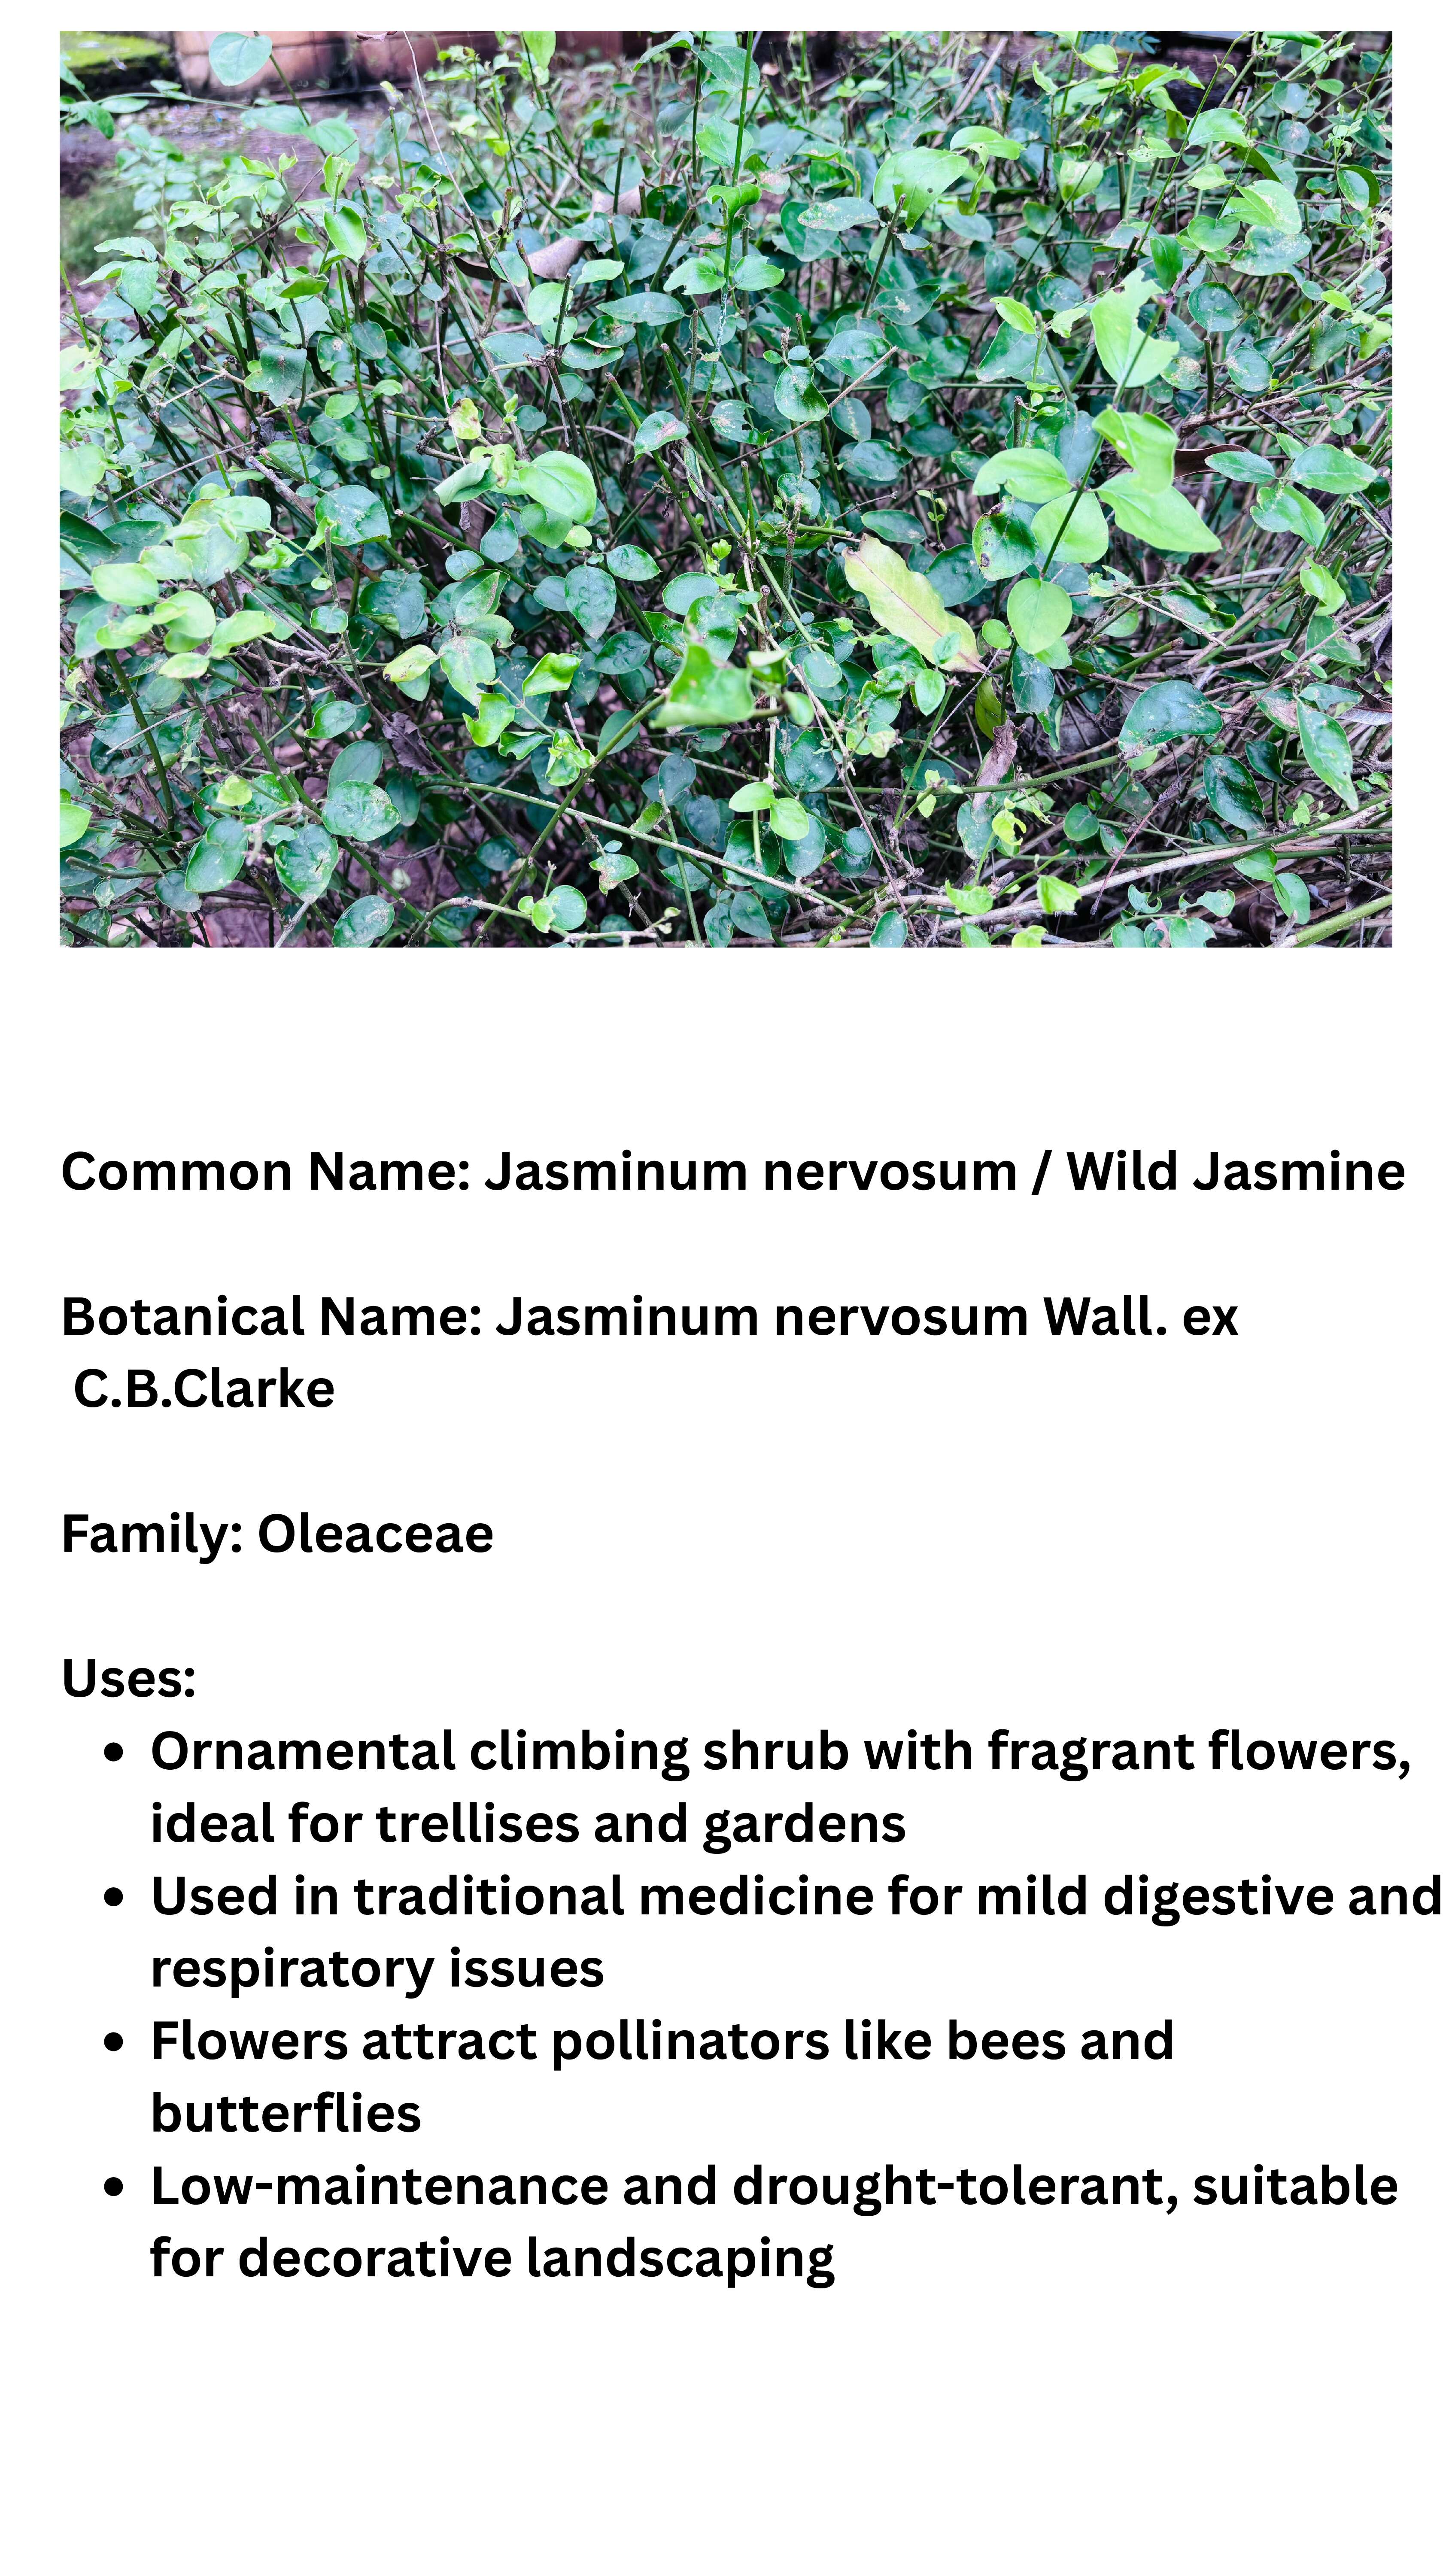 Common Name: Jasminum nervosum / Wild Jasmine
Botanical Name: Jasminum nervosum Wall. ex
C.B.Clarke
Family: Oleaceae
Uses:
• Ornamental climbing shrub with fragrant flowers,
ideal for trellises and gardens
• Used in traditional medicine for mild digestive and
respiratory issues
• Flowers attract pollinators like bees and
butterflies
• Low-maintenance and drought-tolerant, suitable
for decorative landscaping